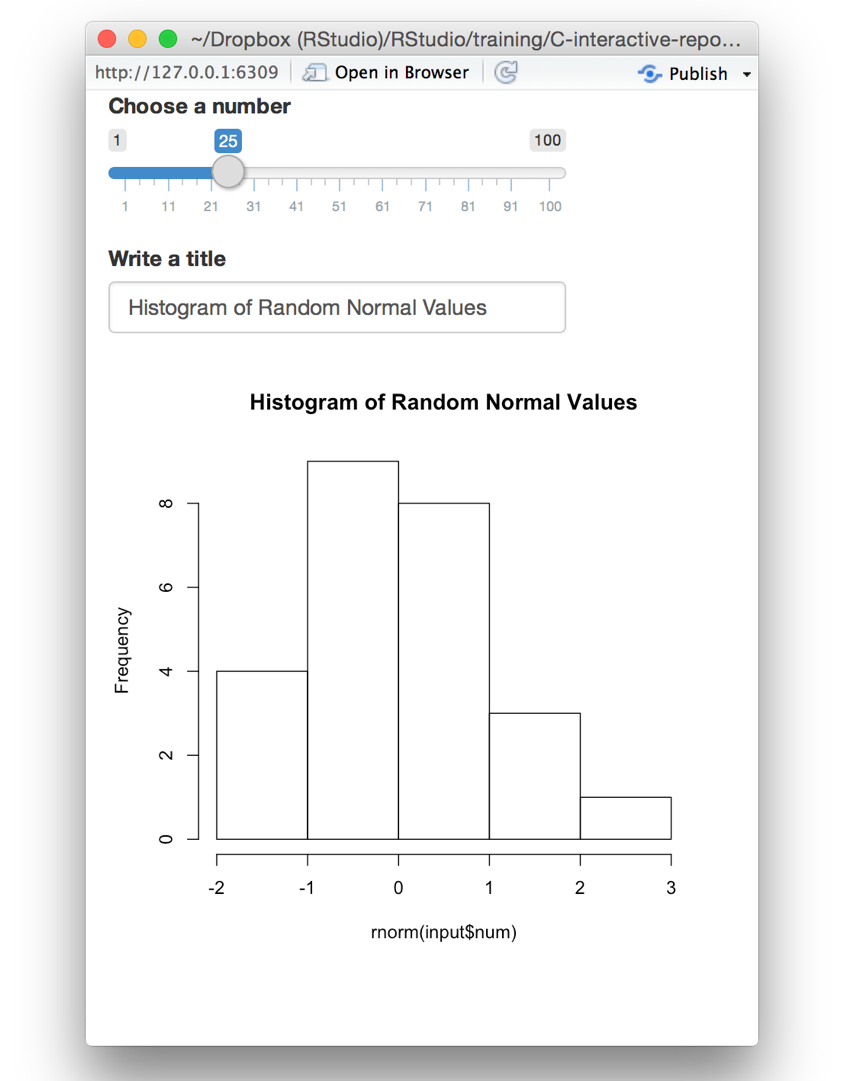 ~/Dropbox (RStudio)/RStudio/training/C-interactive-repo…
http://127.0.0.1:6309 Open in Browser Publish
Choose a number
1 25 100
1 11 21 31 41 51 61 71 81 91 100
Write a title
Histogram of Random Normal Values
Histogram of Random Normal Values
8
6
4
2
0
Frequency
-2 -1 0 1 2 3
rnorm(input$num)